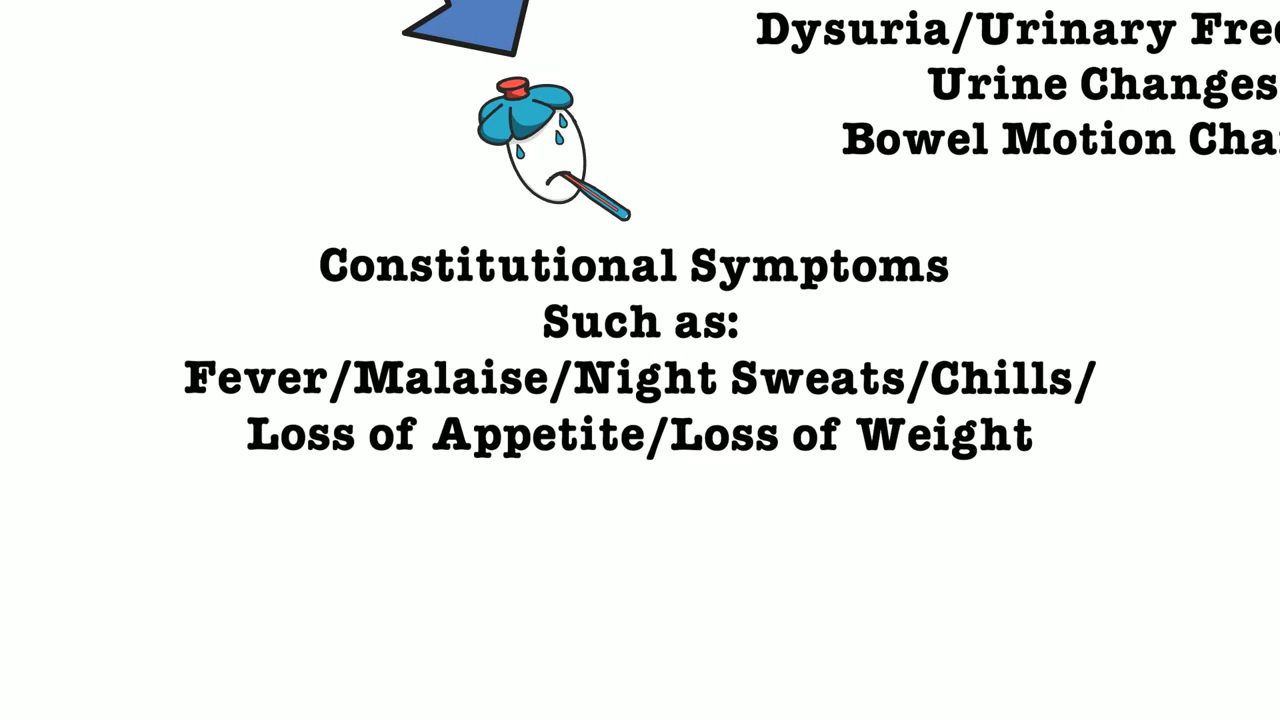 Dysuria/Urinary
Urine Changes
Bowel Motion
Constitutional Symptoms
Such as:
Fever/Malaise/Night Sweats/Chills/
Loss of Appetite/Loss of Weight